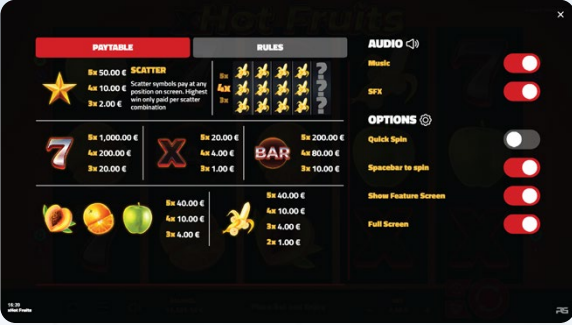 Hot Fruits
PAYTABLE
RULES
5x 50.00 € SCATTER
4x 10.00 €
3x 2.00 €
Scatter symbols pay at any
position on screen. Highest
win only paid per scatter
combination
5x
4x
3x
?
?
?
7
5x 1,000.00 €
4x 200.00 €
3x 20.00 €
X
5x 20.00 €
4x 4.00 €
3x 1.00 €
BAR
5x 200.00 €
4x 80.00 €
3x 10.00 €
5x 40.00 €
4x 10.00 €
3x 4.00 €
5x 40.00 €
4x 10.00 €
3x 4.00 €
2x 1.00 €
AUDIO
Music
SFX
OPTIONS
Quick Spin
Spacebar to spin
Show Feature Screen
Full Screen
16:39
xHot Fruits